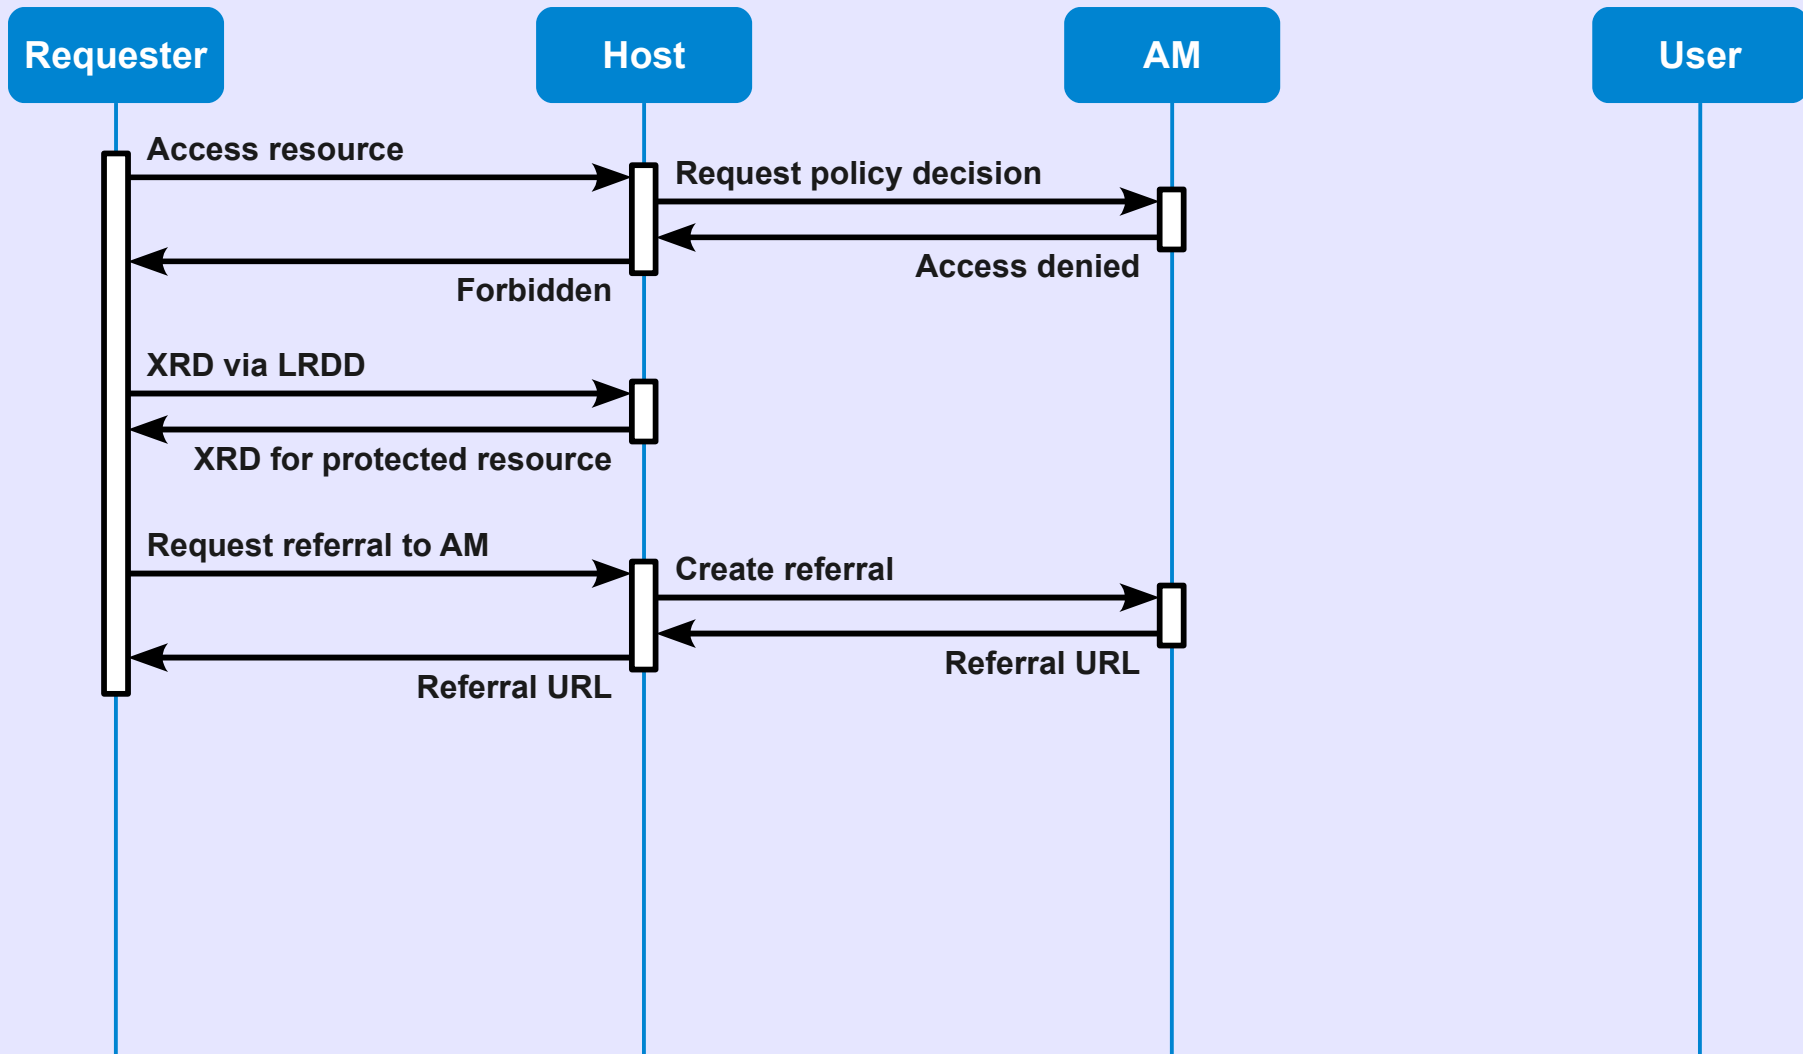 Requester
Host
AM
User
Access resource
Request policy decision
Access denied
Forbidden
XRD via LRDD
XRD for protected resource
Request referral to AM
Create referral
Referral URL
Referral URL